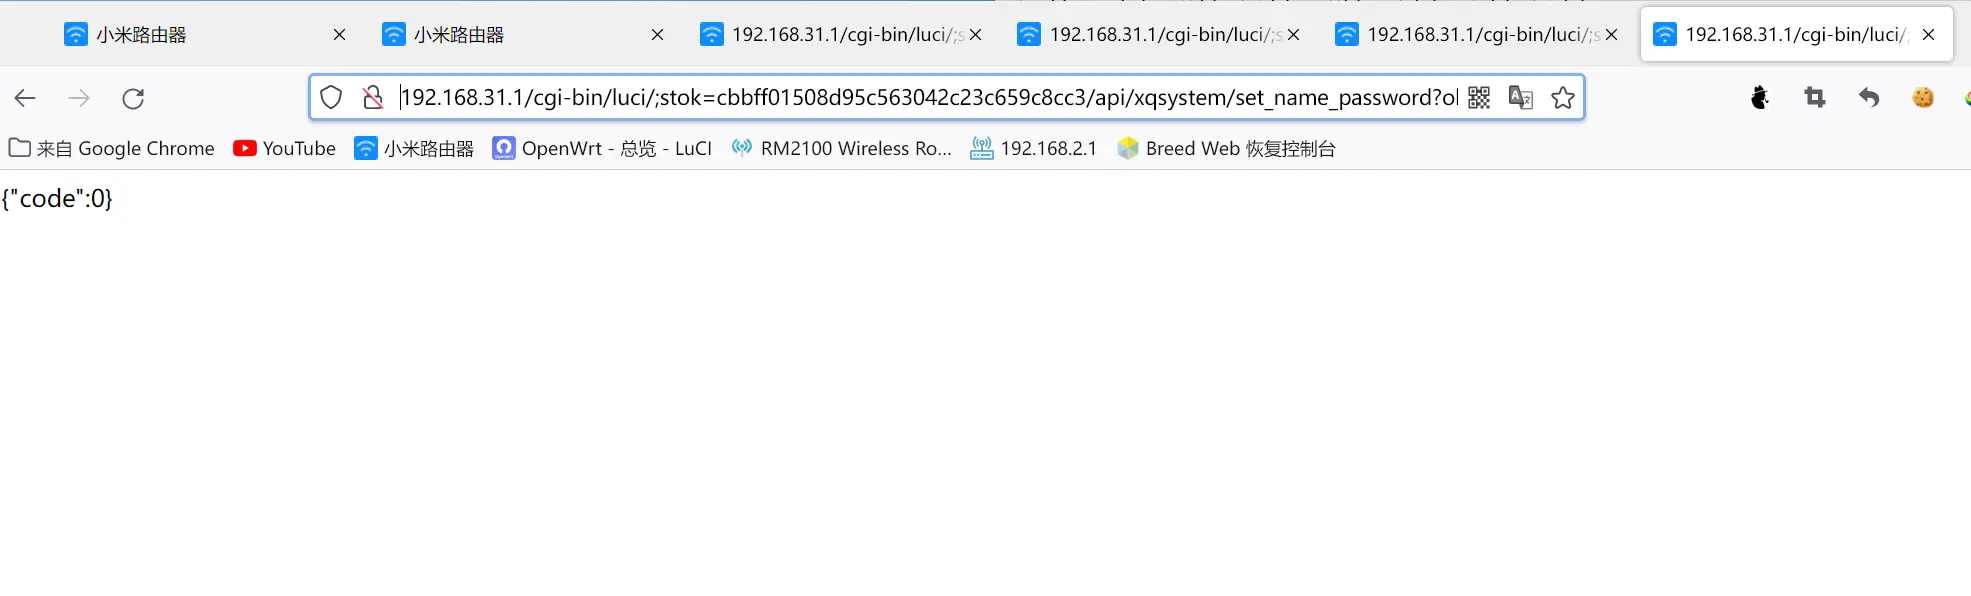 小米路由器 小米路由器 192.168.31.1/cgi-bin/luci/;s 192.168.31.1/cgi-bin/luci/;s 192.168.31.1/cgi-bin/luci/;s 192.168.31.1/cgi-bin/luci/;
192.168.31.1/cgi-bin/luci/;stok=cbbff01508d95c563042c23c659c8cc3/api/xqsystem/set_name_password?ol
来自 Google Chrome YouTube 小米路由器 OpenWrt - 总览 - LuCI RM2100 Wireless Ro... 192.168.2.1 Breed Web 恢复控制台
{"code":0}